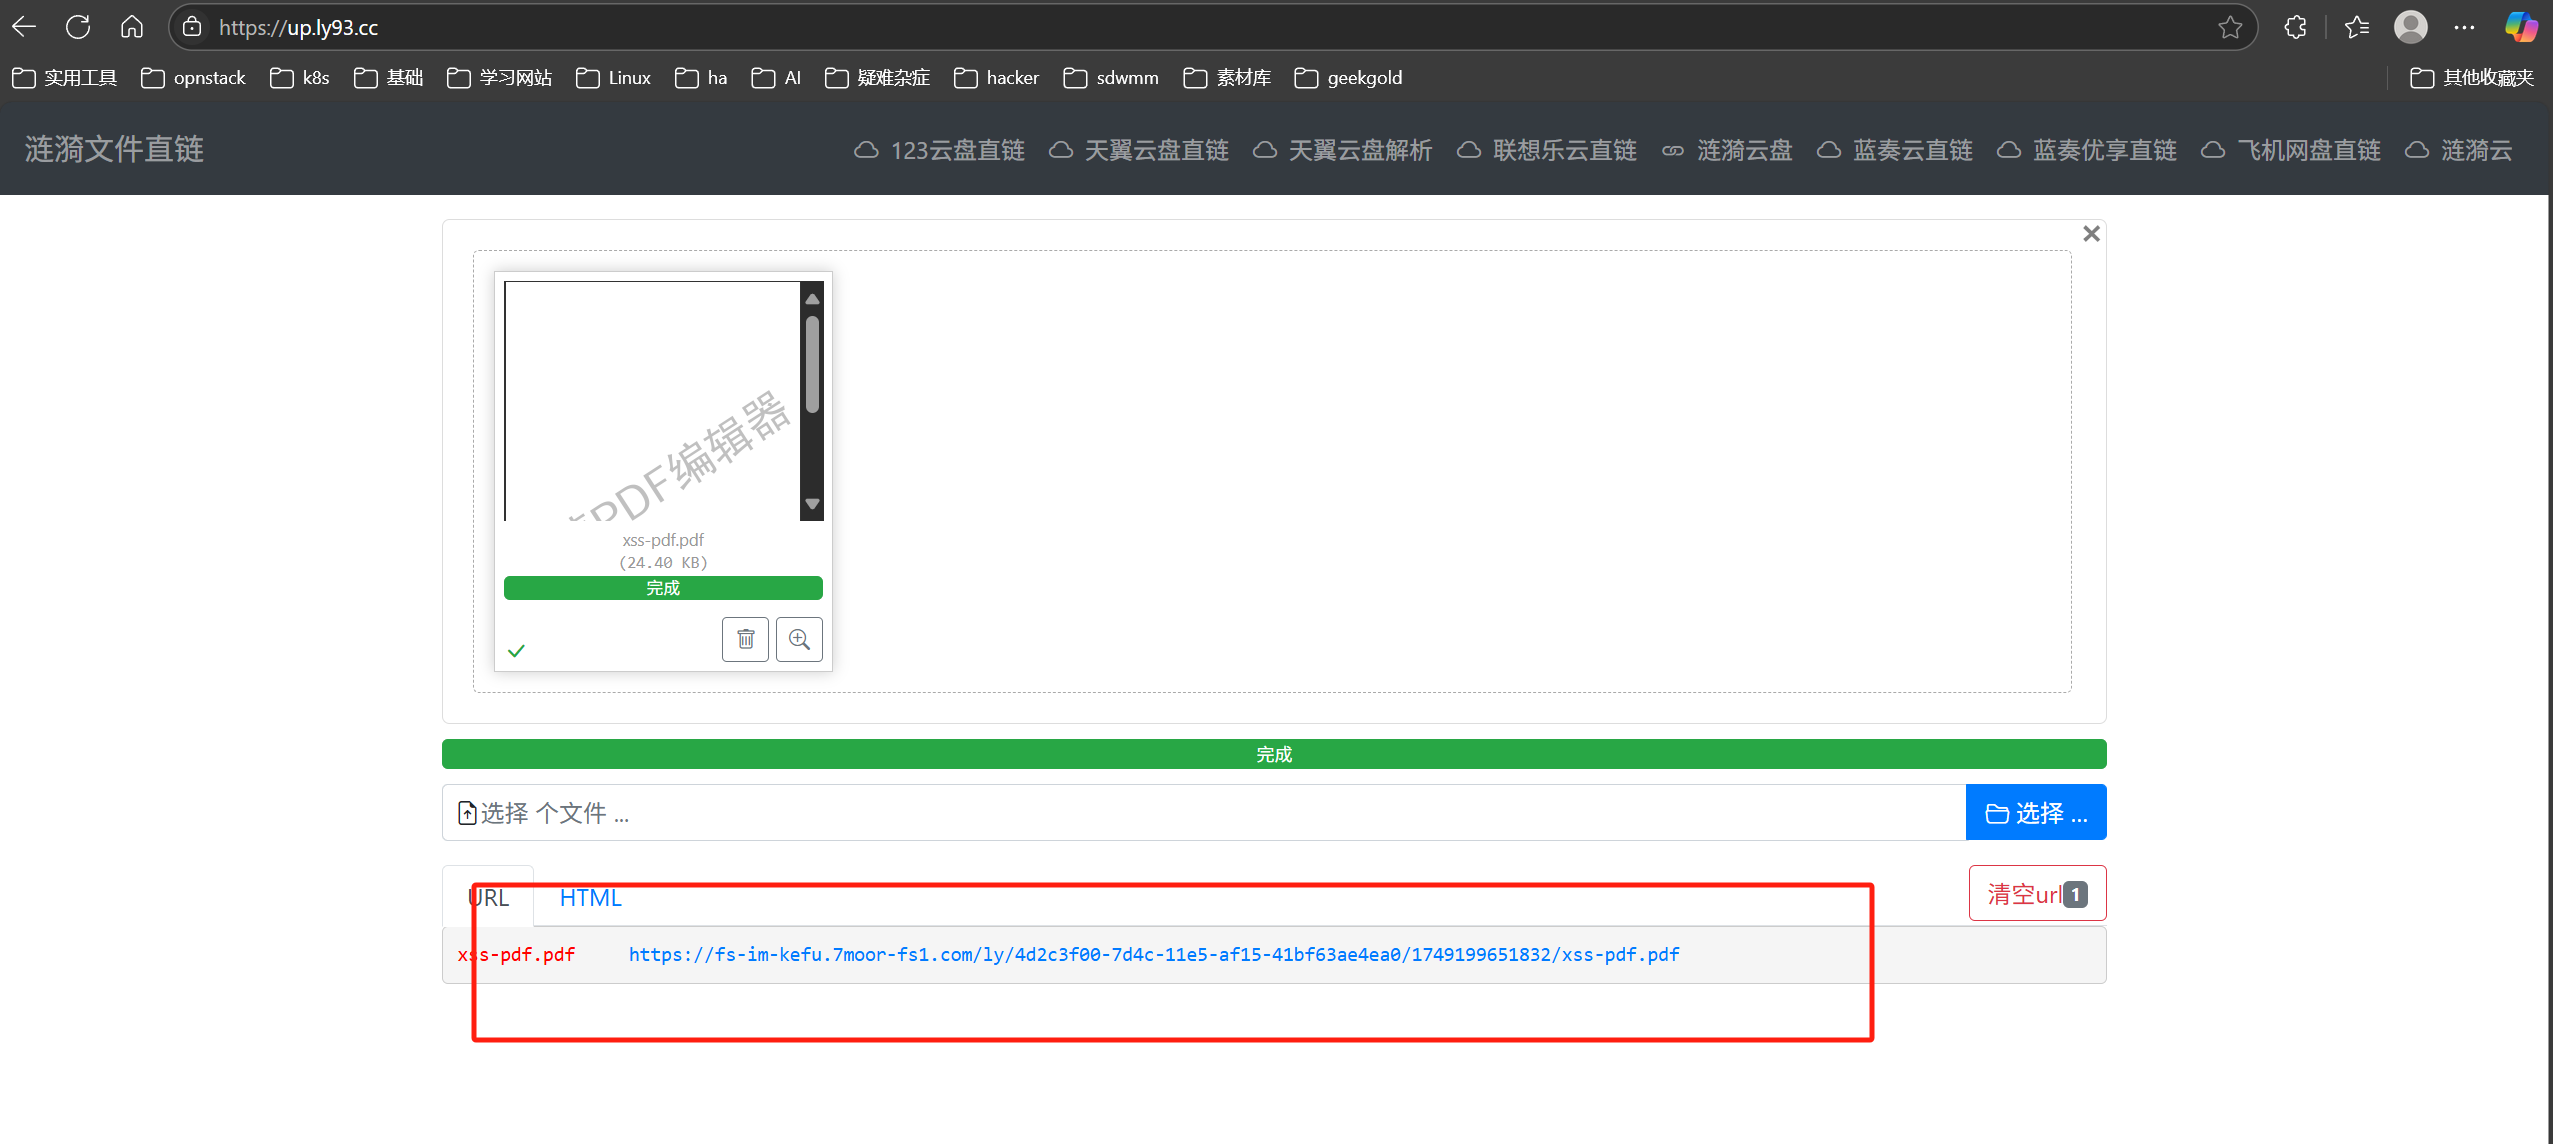 https://up.ly93.cc
实用工具 opnstack k8s 基础 学习网站 Linux ha AI 疑难杂症 hacker sdwmm 素材库 geekgold 其他收藏夹
涟漪文件直链 123云盘直链 天翼云盘直链 天翼云盘解析 联想乐云直链 涟漪云盘 蓝奏云直链 蓝奏优享直链 飞机网盘直链 涟漪云
PDF编辑器
xss-pdf.pdf
(24.40 KB)
完成
完成
选择 个文件 ...
选择 ...
URL HTML 清空url 1
xss-pdf.pdf https://fs-im-kefu.7moor-fs1.com/ly/4d2c3f00-7d4c-11e5-af15-41bf63ae4ea0/1749199651832/xss-pdf.pdf